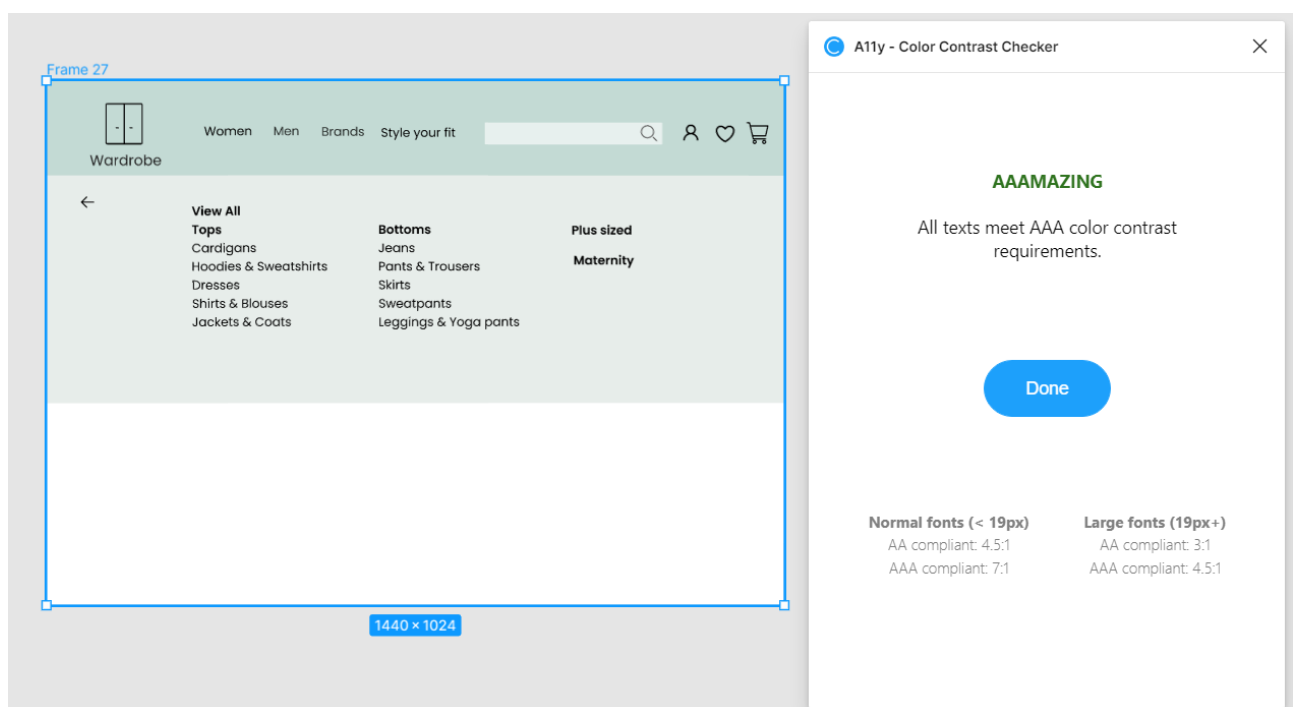 Frame 27
Wardrobe
Women Men Brands Style your fit
View All
Tops
Cardigans
Hoodies & Sweatshirts
Dresses
Shirts & Blouses
Jackets & Coats
Bottoms
Jeans
Pants & Trousers
Skirts
Sweatpants
Leggings & Yoga pants
Plus sized
Maternity
1440 × 1024
A11y - Color Contrast Checker
AAAMAZING
All texts meet AAA color contrast
requirements.
Done
Normal fonts (< 19px)
AA compliant: 4.5:1
AAA compliant: 7:1
Large fonts (19px+)
AA compliant: 3:1
AAA compliant: 4.5:1